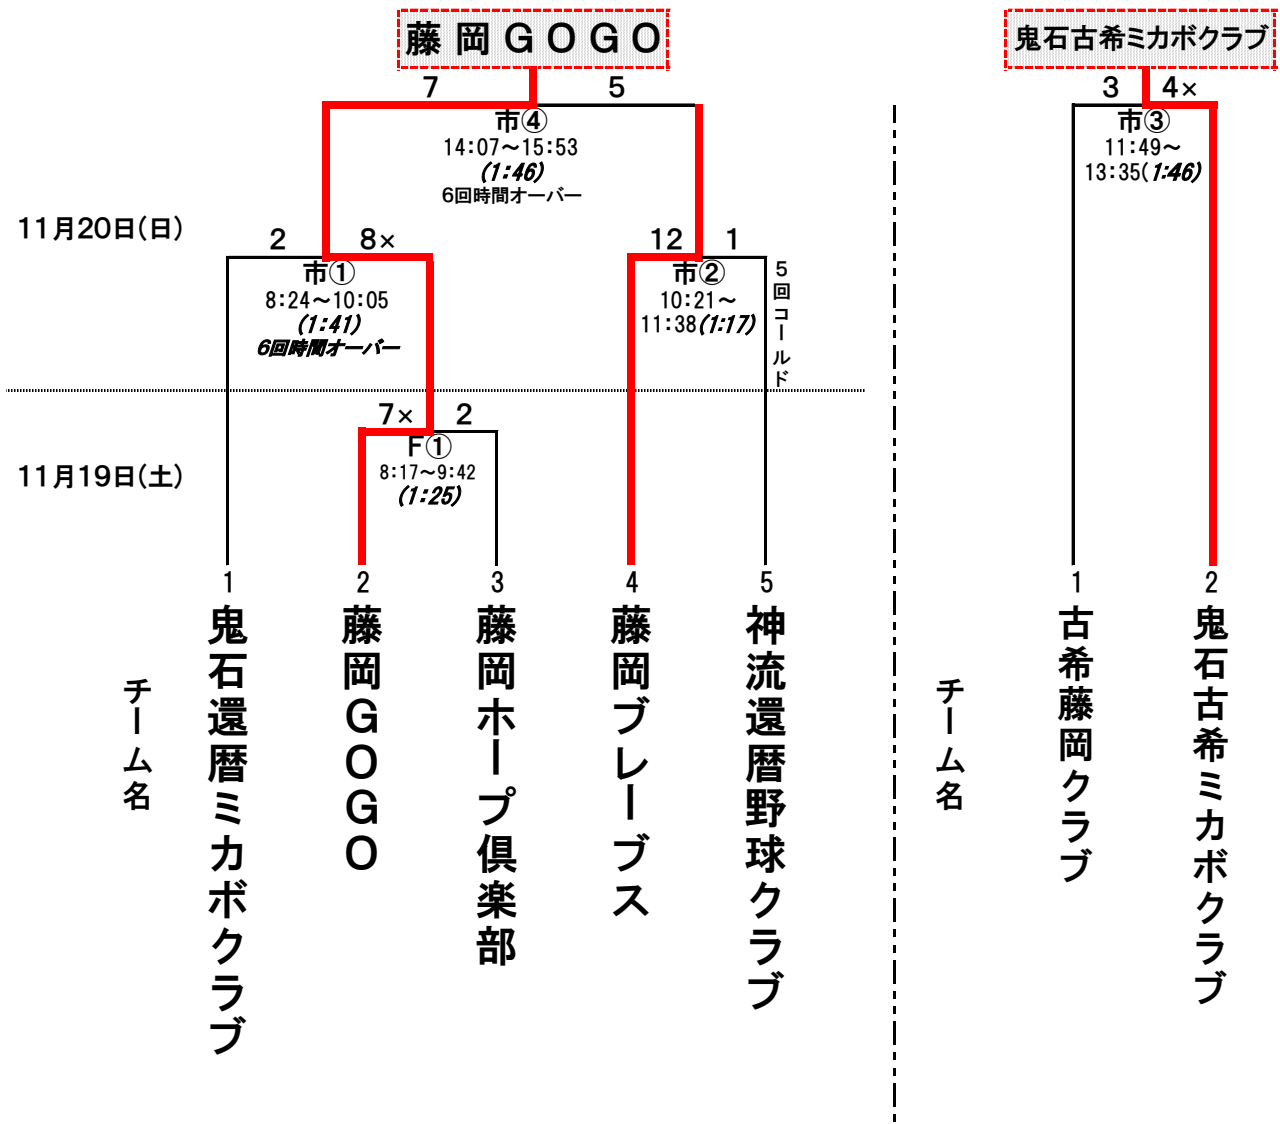 藤岡GOGO
鬼石古希ミカボクラブ
7 5
3 4×
市④
14:07～15:53
(1:46)
6回時間オーバー
市③
11:49～
13:35(1:46)
11月20日(日)
2 8×
12 1
市①
8:24～10:05
(1:41)
6回時間オーバー
市②
10:21～
11:38(1:17)
5回コールド
7× 2
F①
8:17～9:42
(1:25)
11月19日(土)
1 2 3 4 5
1 2
チーム名
鬼石還暦ミカボクラブ
藤岡GOGO
藤岡ホープ倶楽部
藤岡ブレーブス
神流還暦野球クラブ
チーム名
古希藤岡クラブ
鬼石古希ミカボクラブ